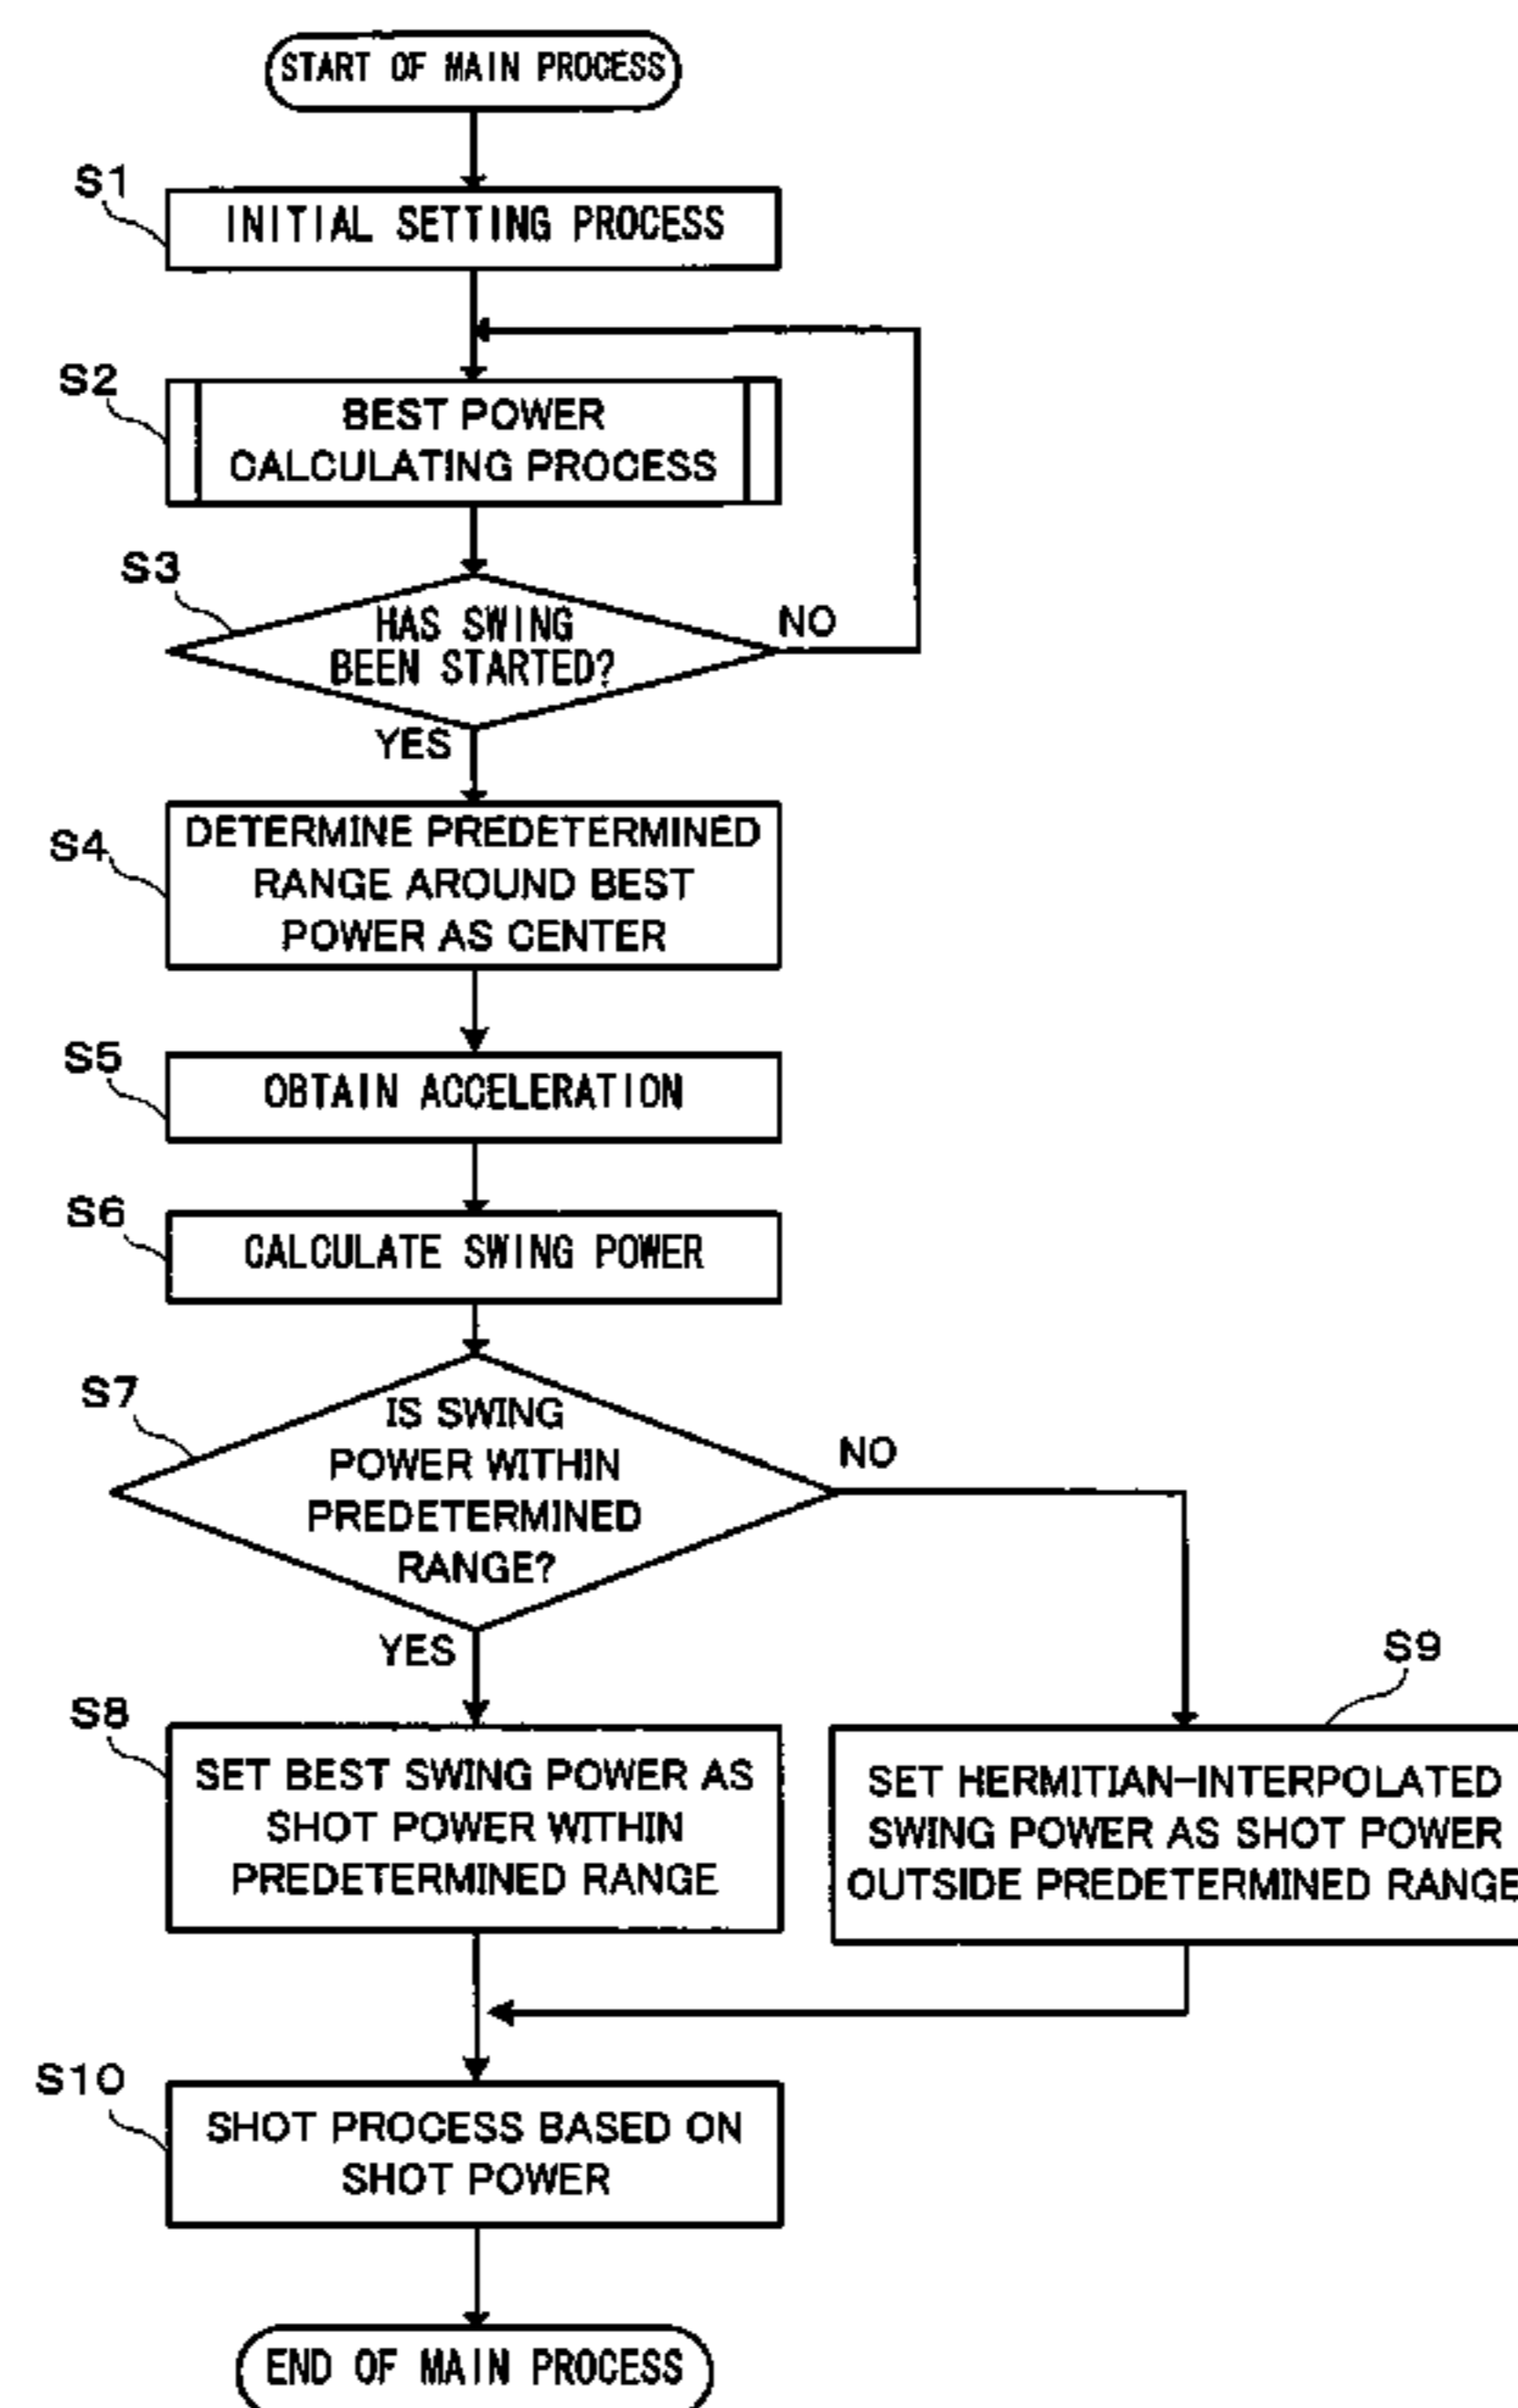 START OF MAIN PROCESS
S1
INITIAL SETTING PROCESS
S2
BEST POWER
CALCULATING PROCESS
S3
HAS SWING
BEEN STARTED?
NO
YES
S4
DETERMINE PREDETERMINED
RANGE AROUND BEST
POWER AS CENTER
S5
OBTAIN ACCELERATION
S6
CALCULATE SWING POWER
S7
IS SWING
POWER WITHIN
PREDETERMINED
RANGE?
NO
YES
S8
SET BEST SWING POWER AS
SHOT POWER WITHIN
PREDETERMINED RANGE
S9
SET HERMITIAN-INTERPOLATED
SWING POWER AS SHOT POWER
OUTSIDE PREDETERMINED RANGE
S10
SHOT PROCESS BASED ON
SHOT POWER
END OF MAIN PROCESS